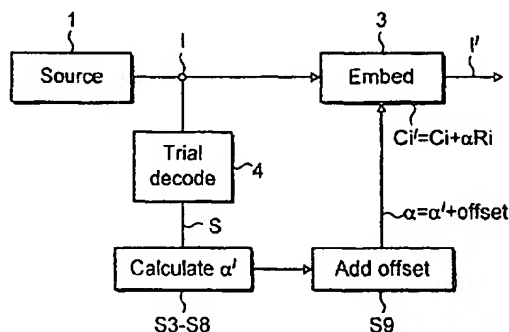 1
I
3
I'
Source
Embed
Ci'=Ci+αRi
Trial
decode
4
S
α=α'+offset
Calculate α'
Add offset
S3-S8
S9